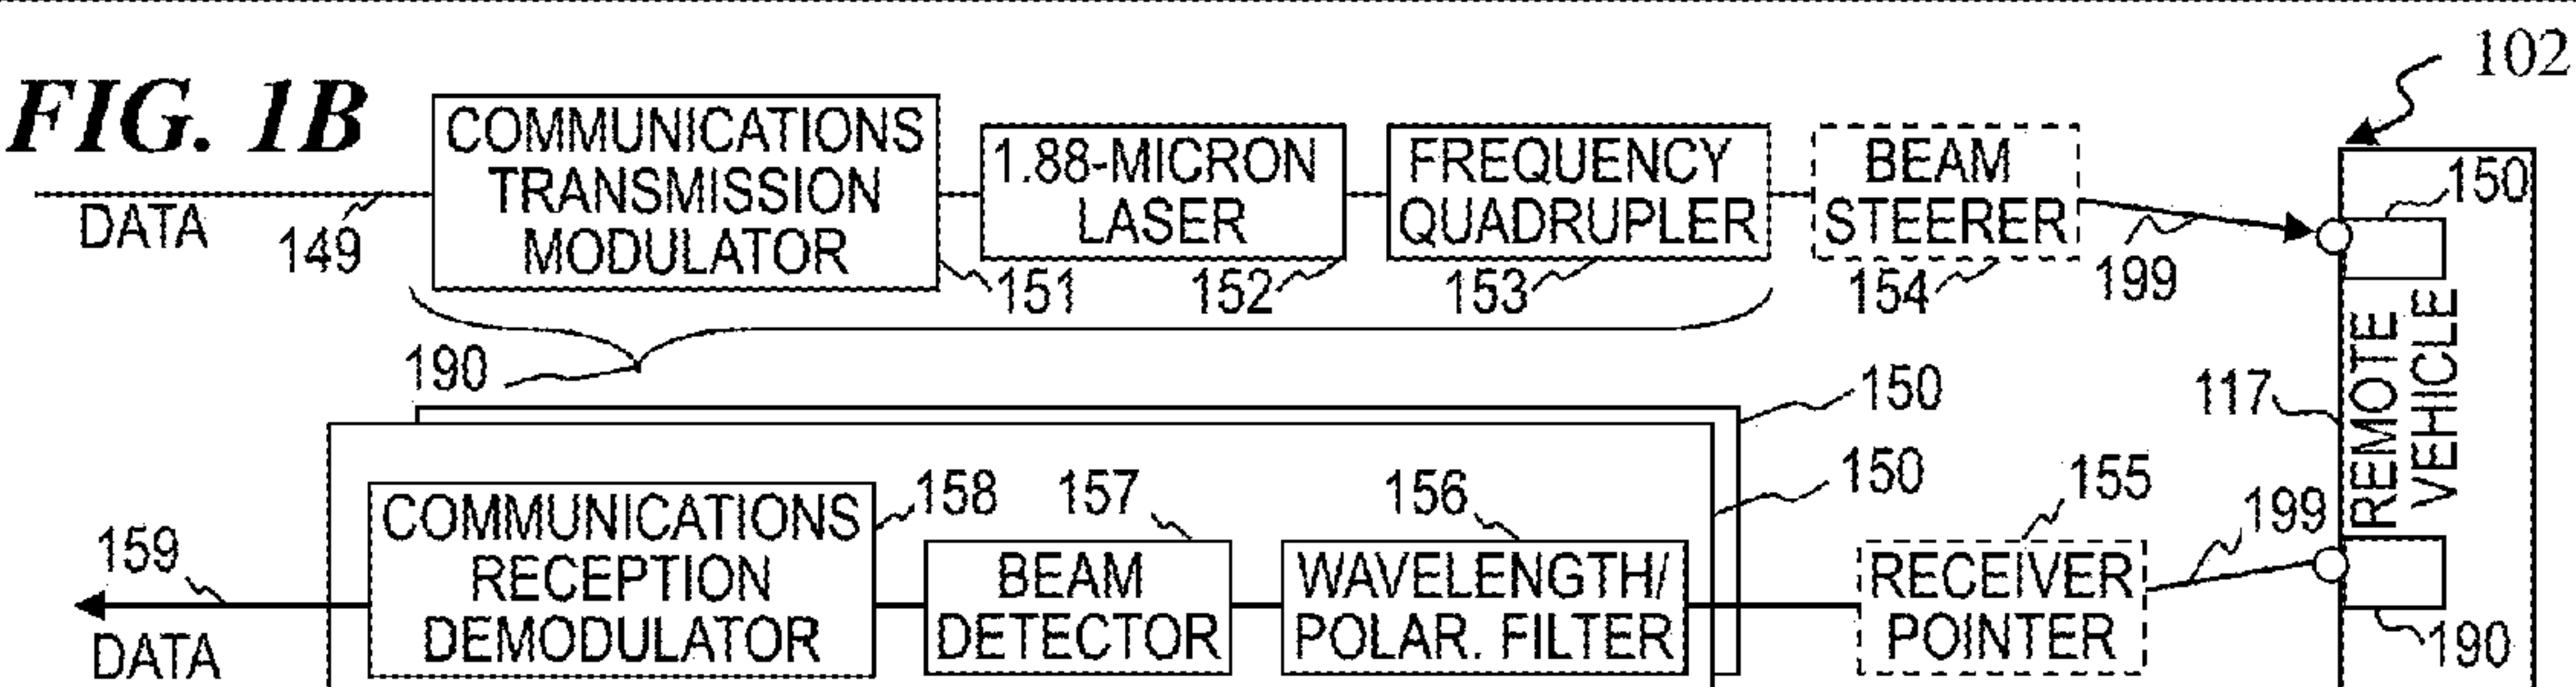 FIG. 1B
102
COMMUNICATIONS
TRANSMISSION
MODULATOR
1.88-MICRON
LASER
FREQUENCY
QUADRUPLER
BEAM
STEERER
150
DATA
149
151
152
153
154
199
190
150
117
REMOTE
VEHICLE
150
158
157
156
155
199
COMMUNICATIONS
RECEPTION
DEMODULATOR
BEAM
DETECTOR
WAVELENGTH/
POLAR. FILTER
RECEIVER
POINTER
159
DATA
190